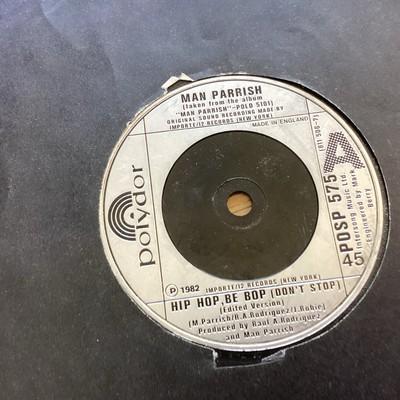 MAN PARRISH
(taken from the album
"MAN PARRISH"-POLD 5101
ORIGINAL SOUND RECORDING MADE BY
IMPORTE/12 RECORDS (NEW YORK)
MADE IN ENGLAND
(811 506-7)
A
POSP 575
45
Intersong Music Ltd.
Engineered by Mark
Berry
polydor
IMPORTE/12 RECORDS (NEW YORK)
℗ 1982
HIP HOP, BE BOP (DON'T STOP)
(Edited Version)
(M.Parrish/R.A.Rodriguez/J.Robie)
Produced by Raul A.Rodriguez
and Man Parrish